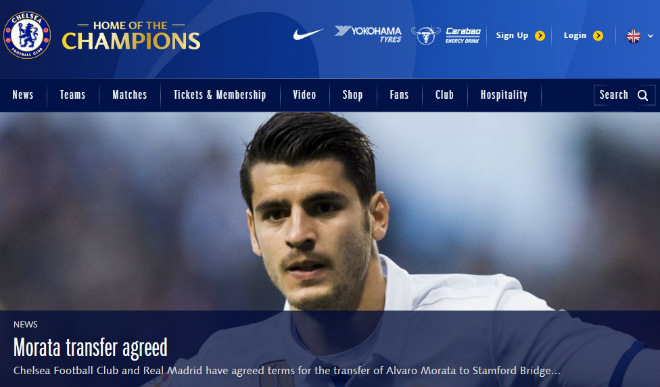 CHELSEA
FOOTBALL CLUB
HOME OF THE
CHAMPIONS
YOKOHAMA
TYRES
Carabao
ENERGY DRINK
Sign Up
Login
News
Teams
Matches
Tickets & Membership
Video
Shop
Fans
Club
Hospitality
Search
NEWS
Morata transfer agreed
Chelsea Football Club and Real Madrid have agreed terms for the transfer of Alvaro Morata to Stamford Bridge...